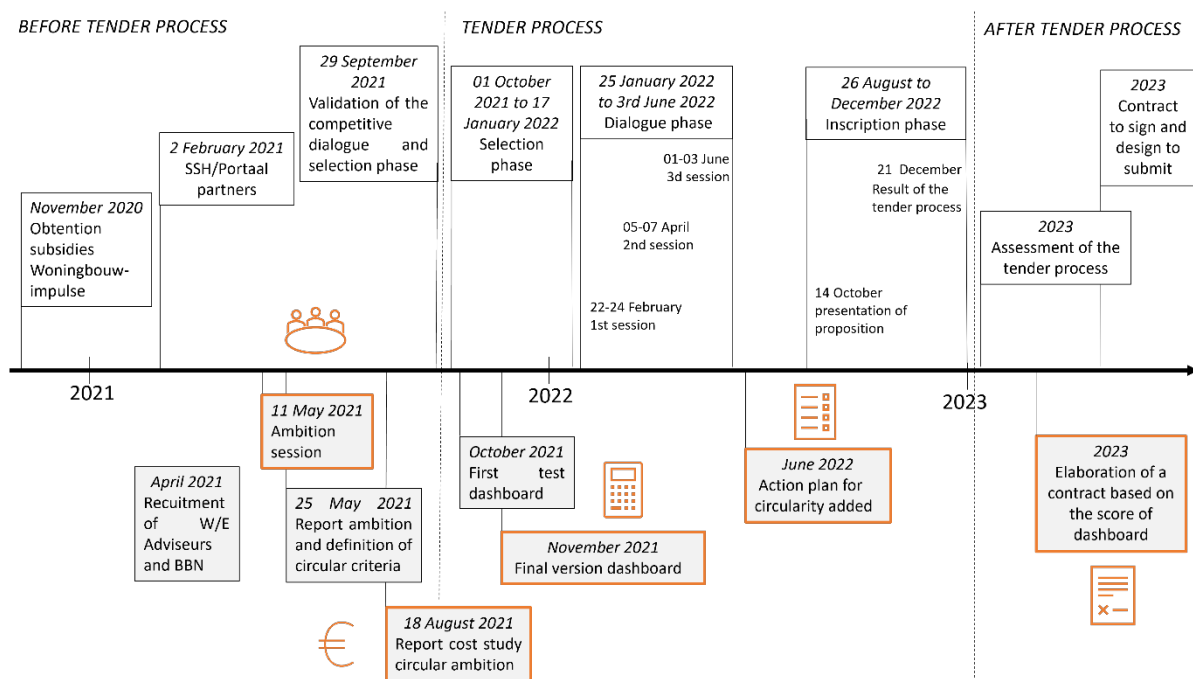 BEFORE TENDER PROCESS
TENDER PROCESS
AFTER TENDER PROCESS
November 2020
Obtention
subsidies
Woningbouw-
impulse
2 February 2021
SSH/Portaal
partners
29 September
2021
Validation of the
competitive
dialogue and
selection phase
01 October
2021 to 17
January 2022
Selection
phase
25 January 2022
to 3rd June 2022
Dialogue phase
01-03 June
3d session
05-07 April
2nd session
22-24 February
1st session
26 August to
December 2022
Inscription phase
21 December
Result of the
tender process
14 October
presentation of
proposition
2023
Assessment of the
tender process
2023
Contract
to sign and
design to
submit
2021
2022
2023
April 2021
Recuitment
of W/E
Adviseurs
and BBN
11 May 2021
Ambition
session
25 May 2021
Report ambition
and definition of
circular criteria
18 August 2021
Report cost study
circular ambition
October 2021
First test
dashboard
November 2021
Final version dashboard
June 2022
Action plan for
circularity added
2023
Elaboration of a
contract based on
the score of
dashboard